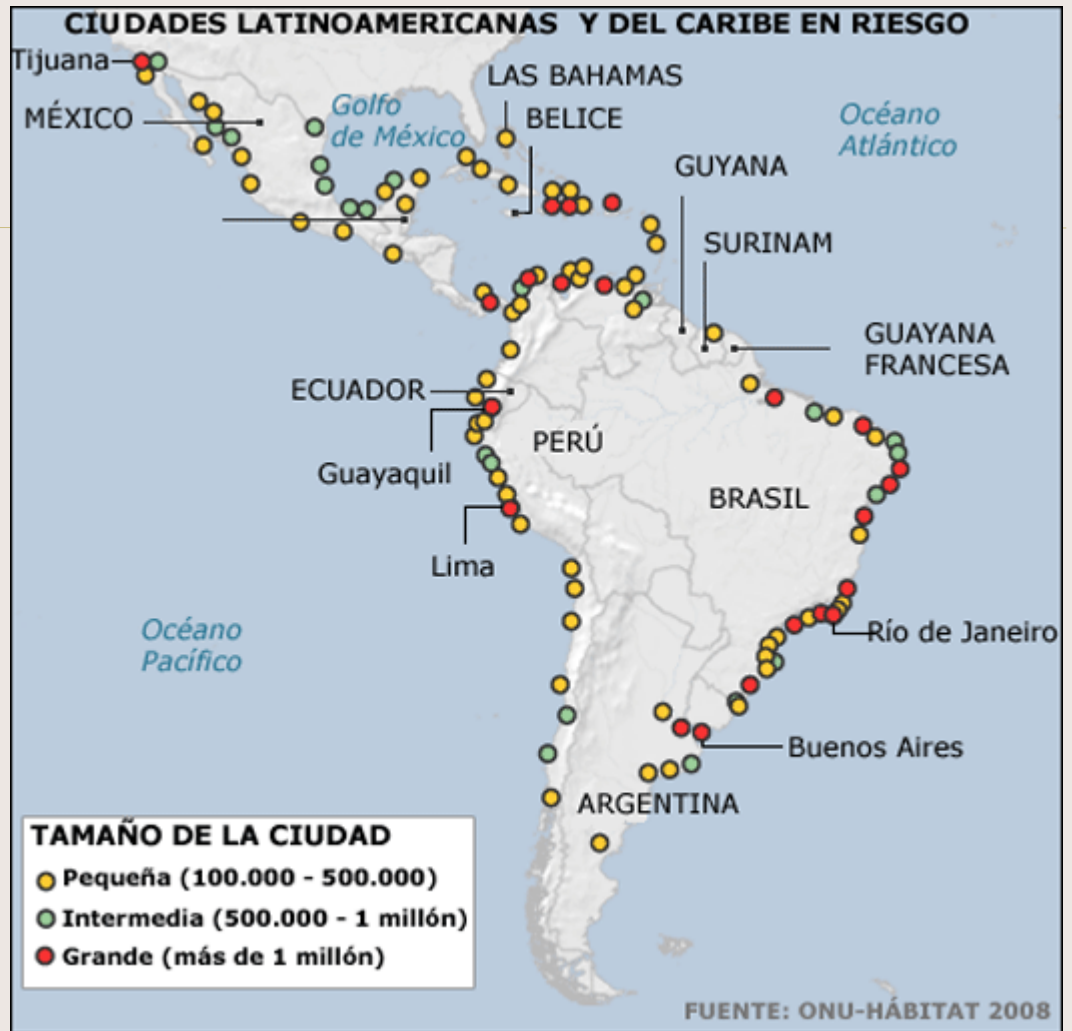 CIUDADES LATINOAMERICANAS Y DEL CARIBE EN RIESGO
Tijuana
LAS BAHAMAS
MÉXICO
Golfo
de México
BELICE
Océano
Atlántico
GUYANA
SURINAM
GUAYANA
FRANCESA
ECUADOR
PERÚ
Guayaquil
BRASIL
Lima
Océano
Pacífico
Río de Janeiro
Buenos Aires
ARGENTINA
TAMAÑO DE LA CIUDAD
Pequeña (100.000 - 500.000)
Intermedia (500.000 - 1 millón)
Grande (más de 1 millón)
FUENTE: ONU-HÁBITAT 2008